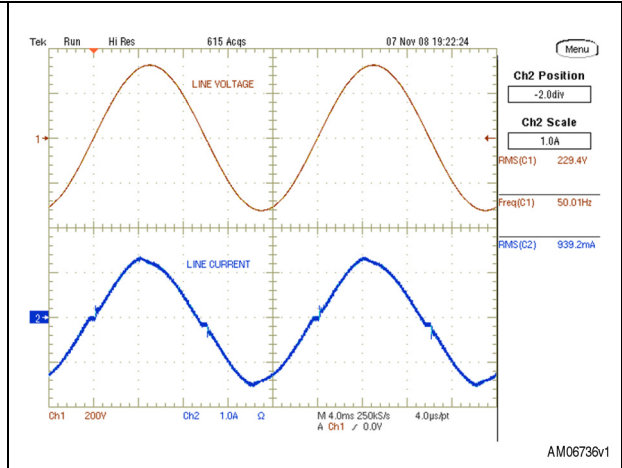 Tek Run Hi Res 615 Acqs 07 Nov 08 19:22:24
Menu
Ch2 Position
-2.0div
Ch2 Scale
1.0A
LINE VOLTAGE
1
RMS(C1) 229.4V
Freq(C1) 50.01Hz
RMS(C2) 939.2mA
LINE CURRENT
2
Ch1 200V Ch2 1.0A Ω M 4.0ms 250kS/s 4.0µs/pt
A Ch1 / 0.0V
AM06736v1